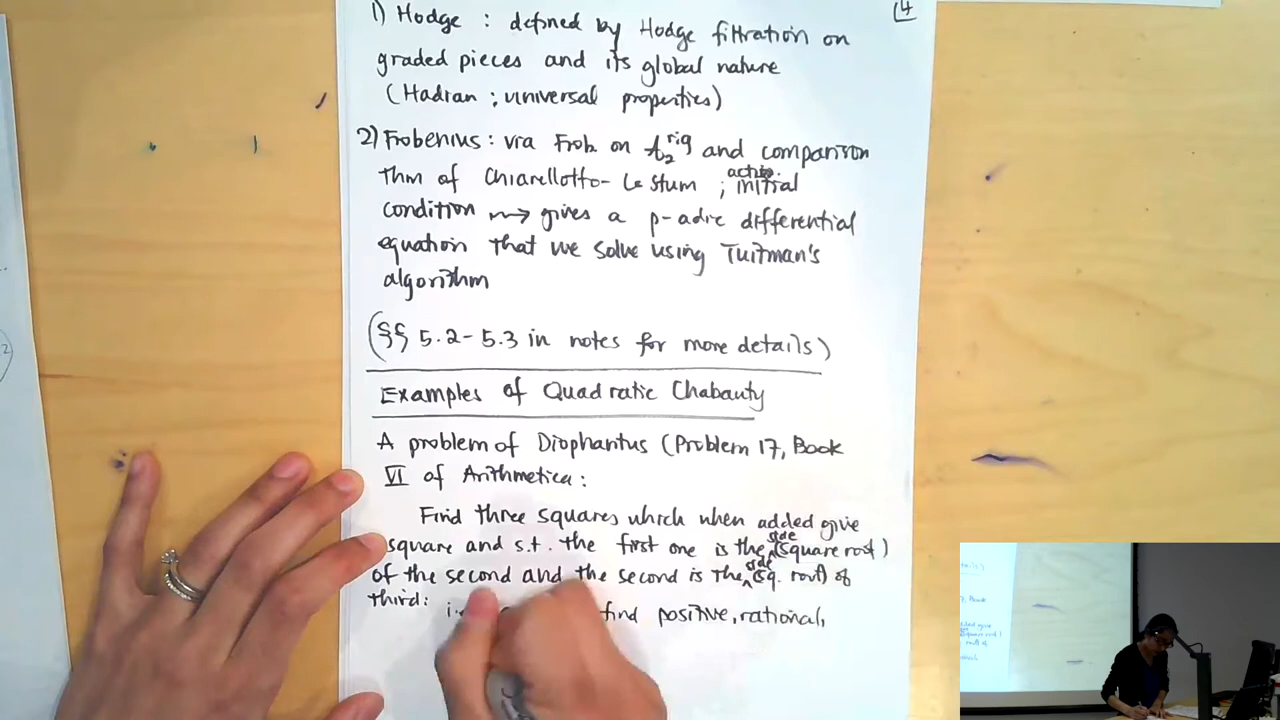 4
1) Hodge : defined by Hodge filtration on
graded pieces and its global nature
(Hadian ; universal properties)
2) Frobenius : via Frob. on A₂ʳⁱᵍ and comparison
thm of Chiarellotto-Le Stum ; initial
condition ⇝ gives a p-adic differential
equation that we solve using Tuitman's
algorithm
(§§ 5.2-5.3 in notes for more details)
Examples of Quadratic Chabauty
A problem of Diophantus (Problem 17, Book
VI of Arithmetica :
Find three squares which when added give
square and s.t. the first one is the side (square root)
of the second and the second is the side (sq. root) of
third:
find positive, rational,